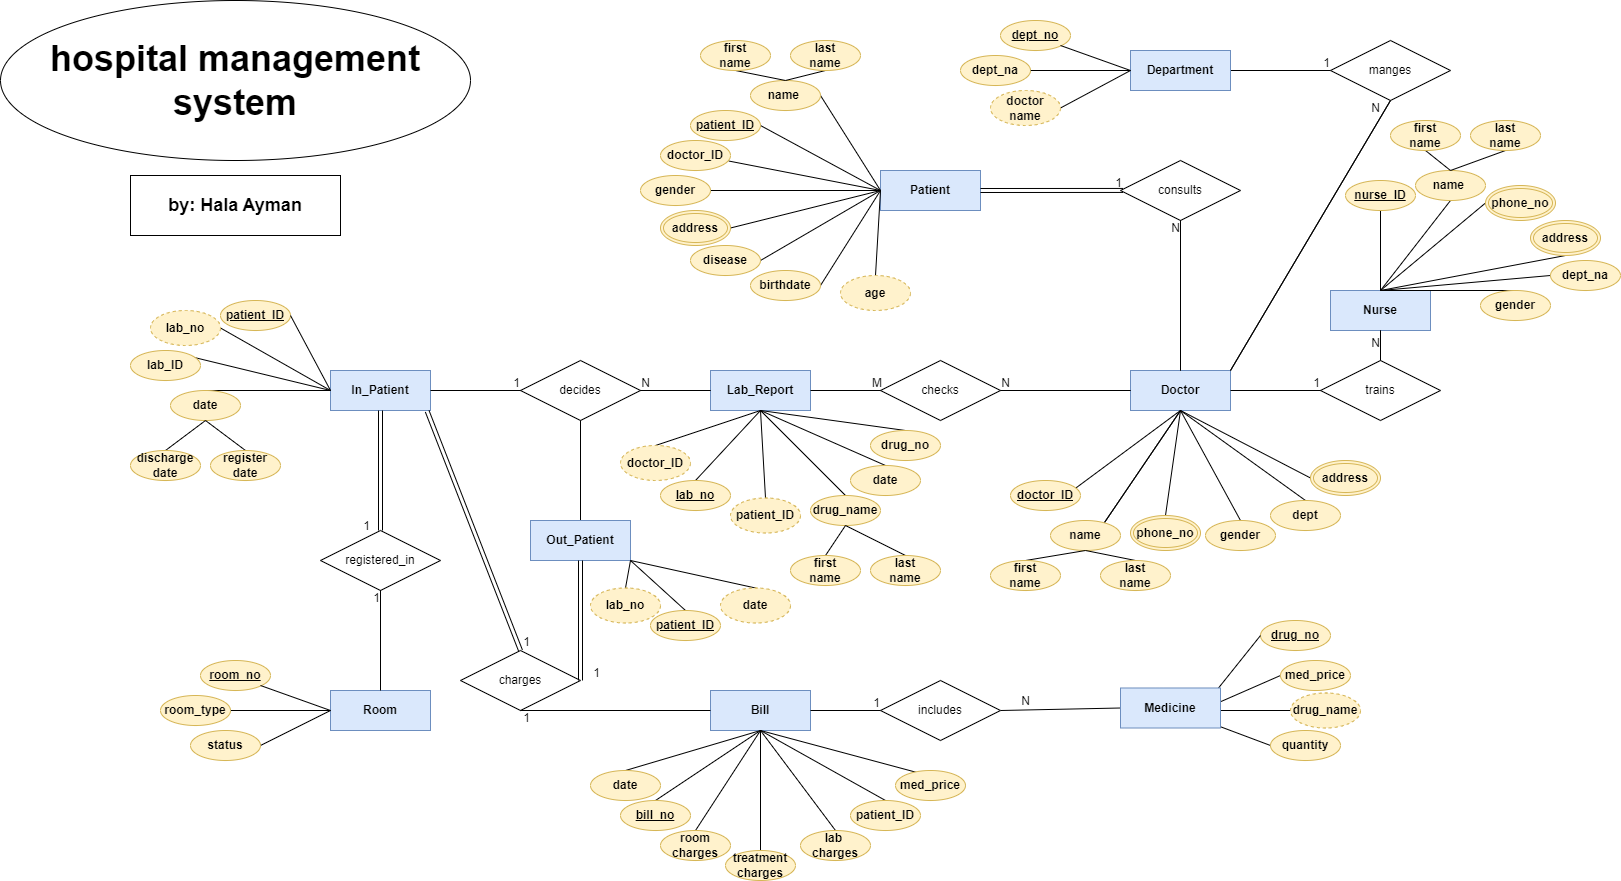 hospital management
system
by: Hala Ayman
first
name
last
name
name
patient_ID
doctor_ID
gender
address
disease
birthdate
age
Patient
1
consults
N
dept_no
dept_na
doctor
name
Department
1
manges
N
first
name
last
name
name
nurse_ID
phone_no
address
dept_na
gender
Nurse
N
trains
1
patient_ID
lab_no
lab_ID
date
discharge
date
register
date
In_Patient
1
decides
N
Lab_Report
M
checks
N
Doctor
doctor_ID
lab_no
patient_ID
drug_name
first
name
last
name
date
drug_no
doctor_ID
name
first
name
last
name
phone_no
gender
dept
address
1
registered_in
1
Out_Patient
lab_no
patient_ID
date
1
charges
1
1
room_no
room_type
status
Room
Bill
1
includes
N
Medicine
drug_no
med_price
drug_name
quantity
date
bill_no
room
charges
treatment
charges
lab
charges
patient_ID
med_price